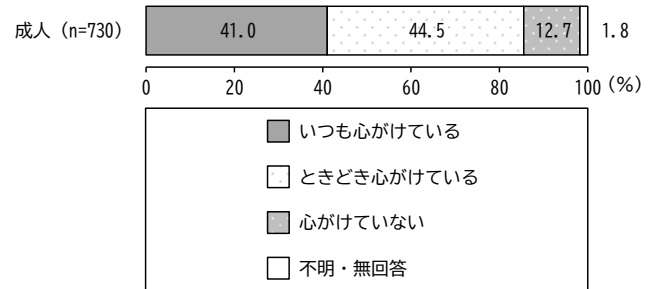 成人（n=730） 41.0 44.5 12.7 1.8
0 20 40 60 80 100（%）
いつも心がけている
ときどき心がけている
心がけていない
不明・無回答